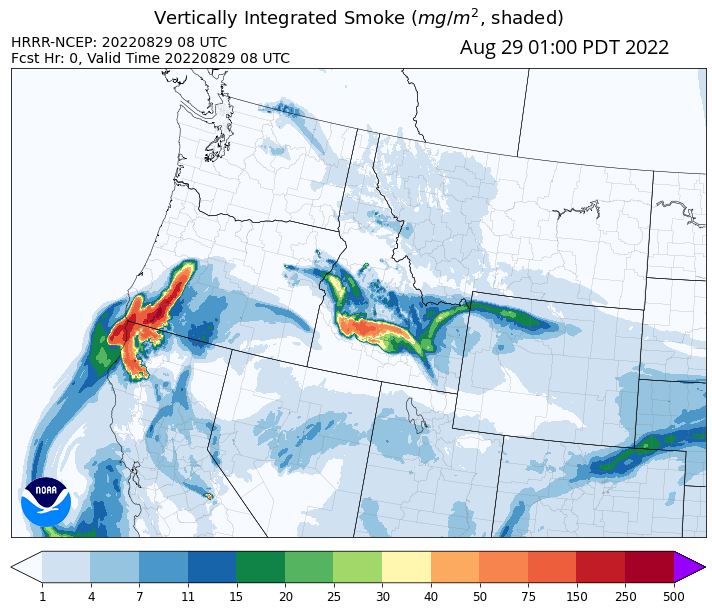 Vertically Integrated Smoke (mg/m², shaded)
HRRR-NCEP: 20220829 08 UTC
Aug 29 01:00 PDT 2022
Fcst Hr: 0, Valid Time 20220829 08 UTC
NOAA
1 4 7 11 15 20 25 30 40 50 75 150 250 500